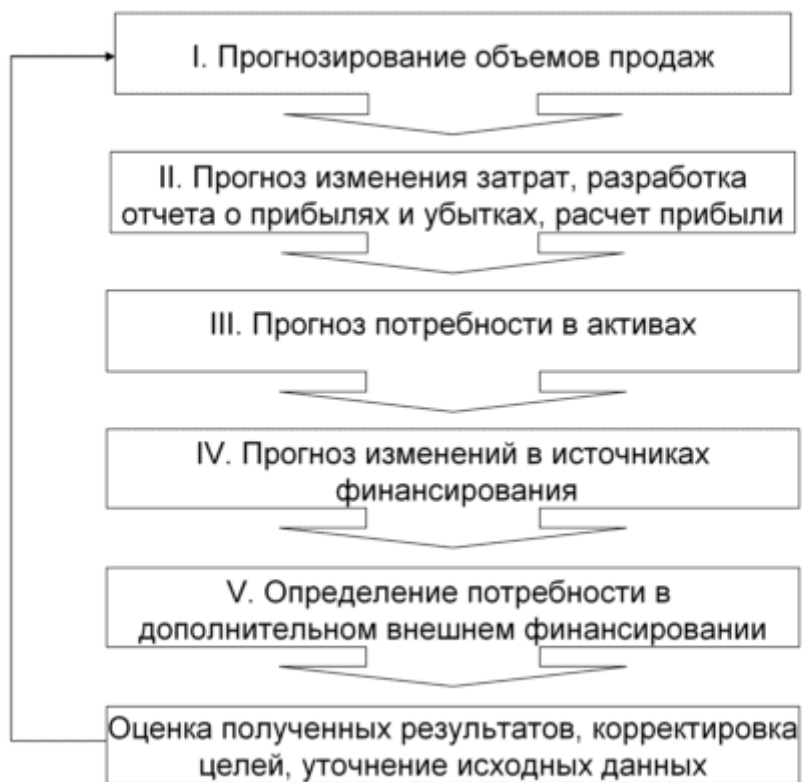 I. Прогнозирование объемов продаж
II. Прогноз изменения затрат, разработка
отчета о прибылях и убытках, расчет прибыли
III. Прогноз потребности в активах
IV. Прогноз изменений в источниках
финансирования
V. Определение потребности в
дополнительном внешнем финансировании
Оценка полученных результатов, корректировка
целей, уточнение исходных данных